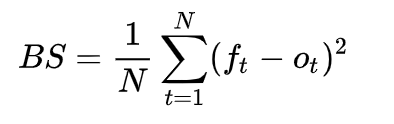 BS = \frac{1}{N} \sum_{t=1}^{N} (f_t - o_t)^2